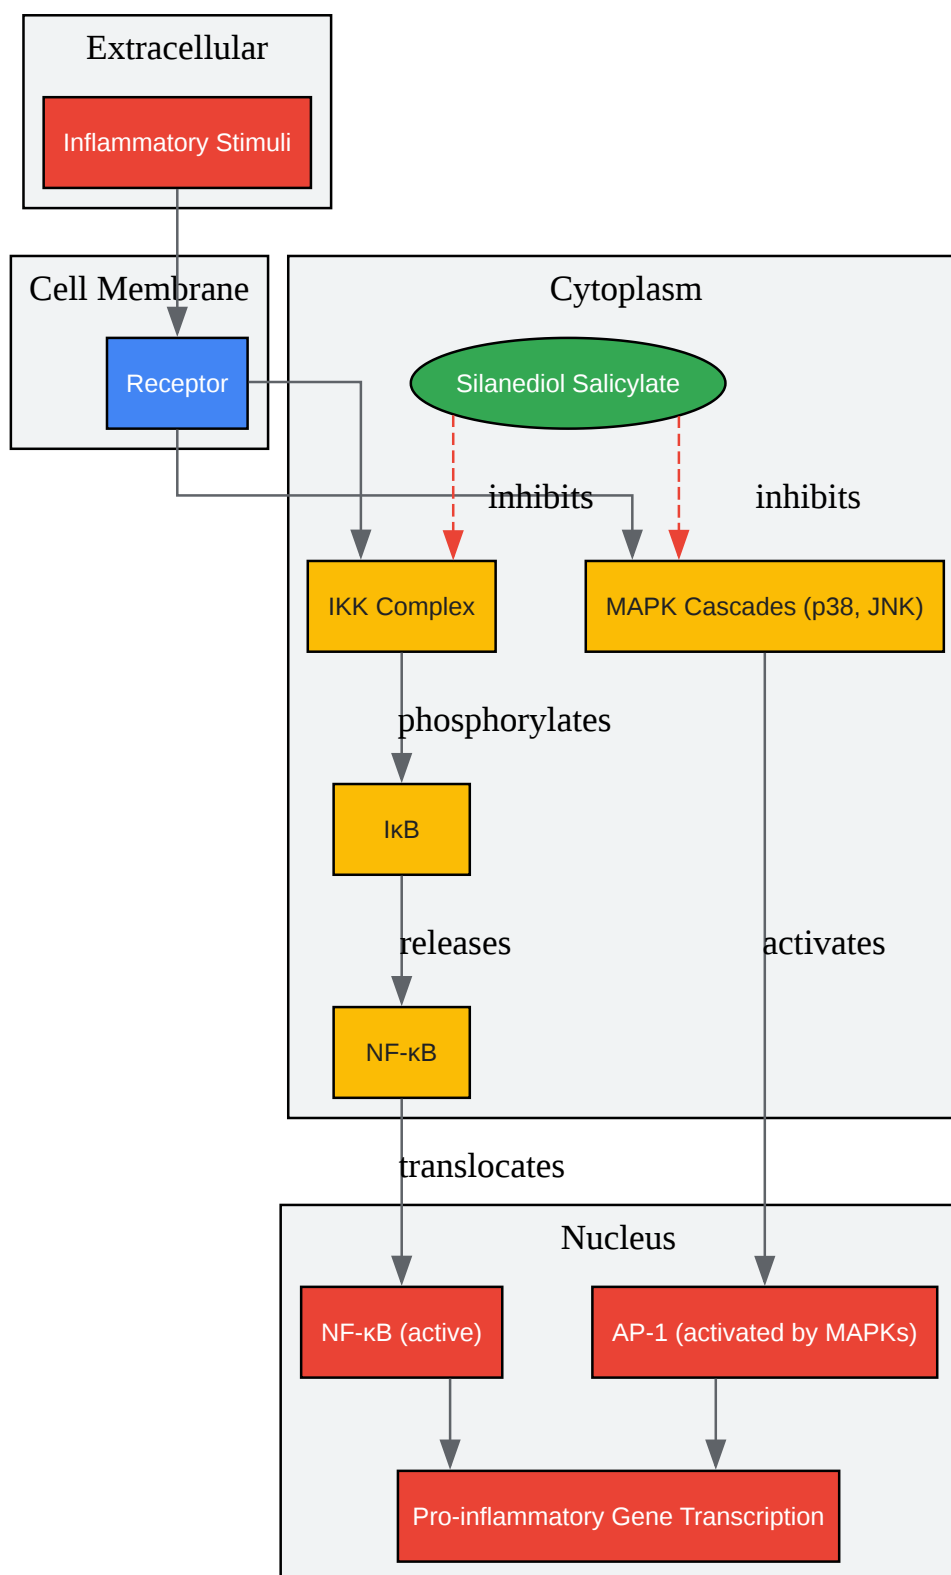 Extracellular
Inflammatory Stimuli
Cell Membrane
Cytoplasm
Receptor
Silanediol Salicylate
inhibits
inhibits
IKK Complex
MAPK Cascades (p38, JNK)
phosphorylates
IκB
releases
activates
NF-κB
translocates
Nucleus
NF-κB (active)
AP-1 (activated by MAPKs)
Pro-inflammatory Gene Transcription